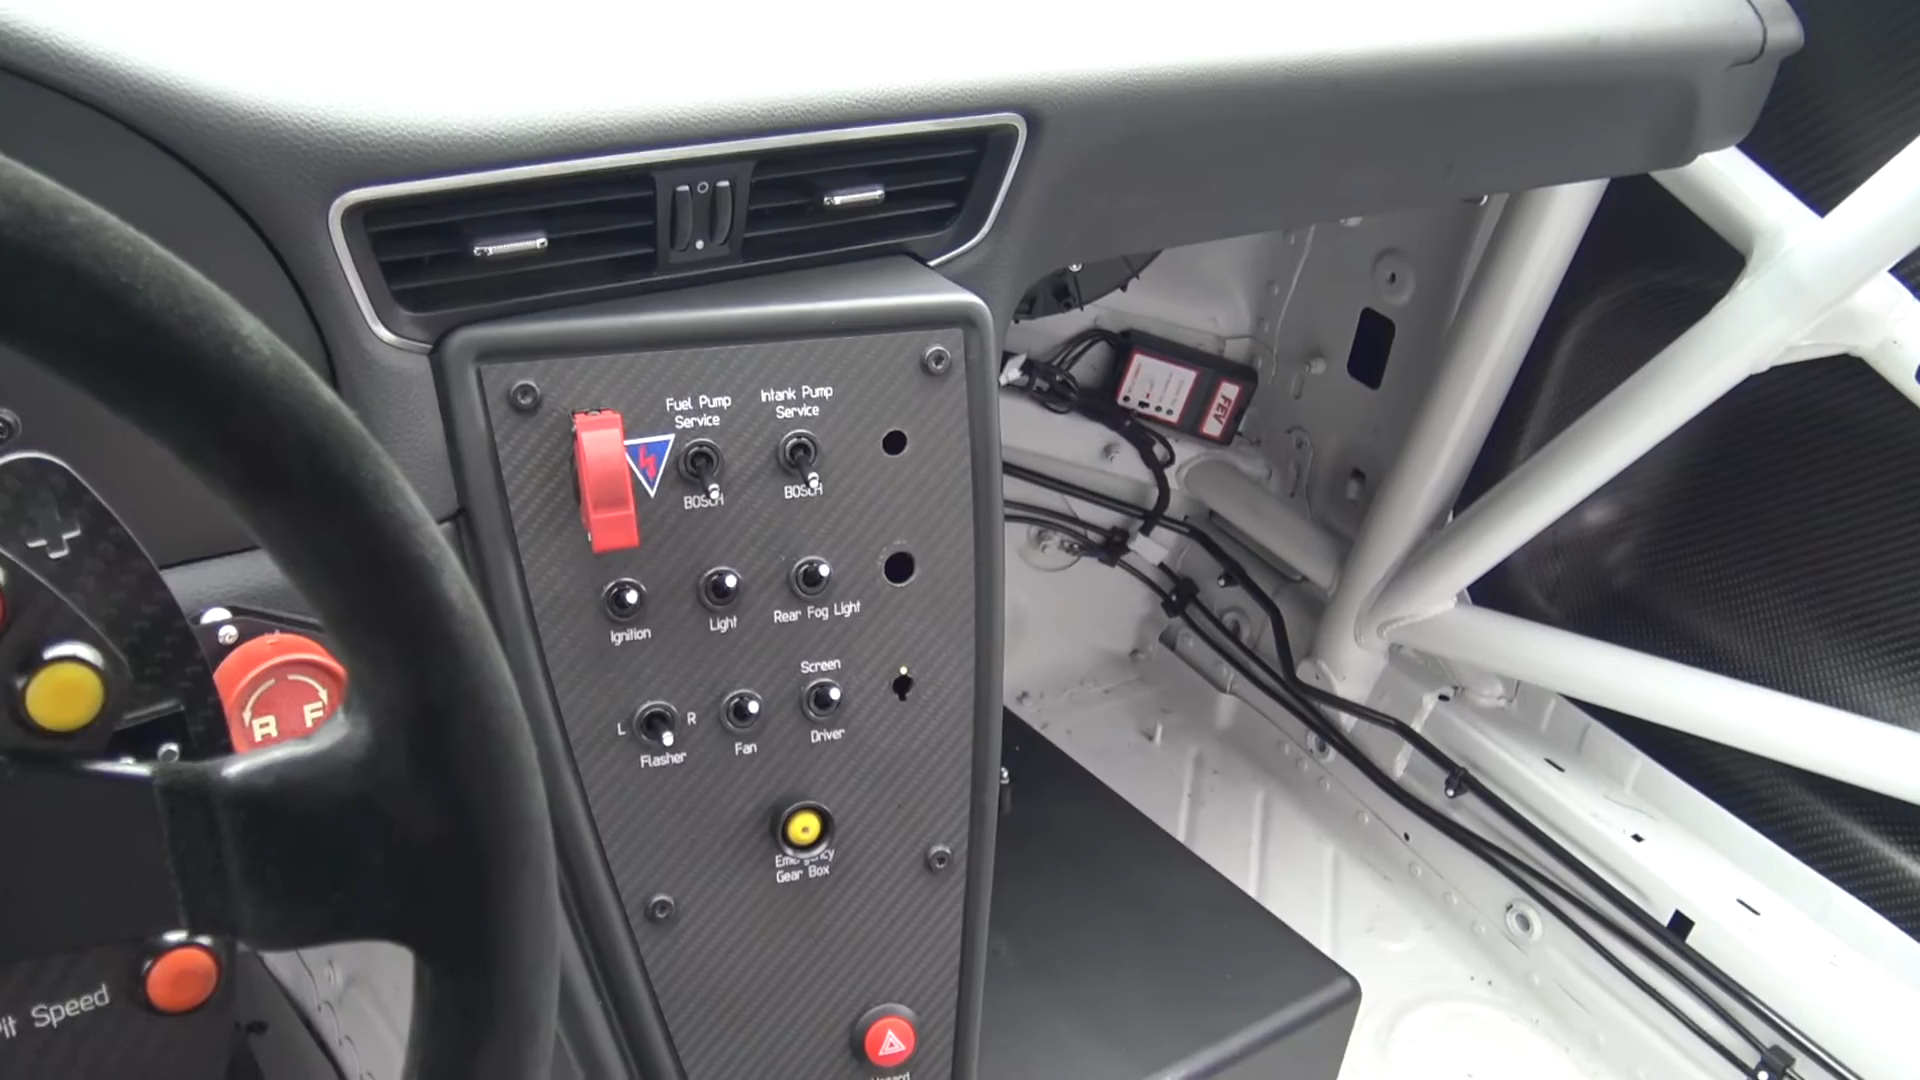 Fuel Pump
Service
BOSCH
Intank Pump
Service
BOSCH
FEV
Ignition
Light
Rear Fog Light
R F
L
R
Flasher
Fan
Screen
Driver
Emergency
Gear Box
Speed